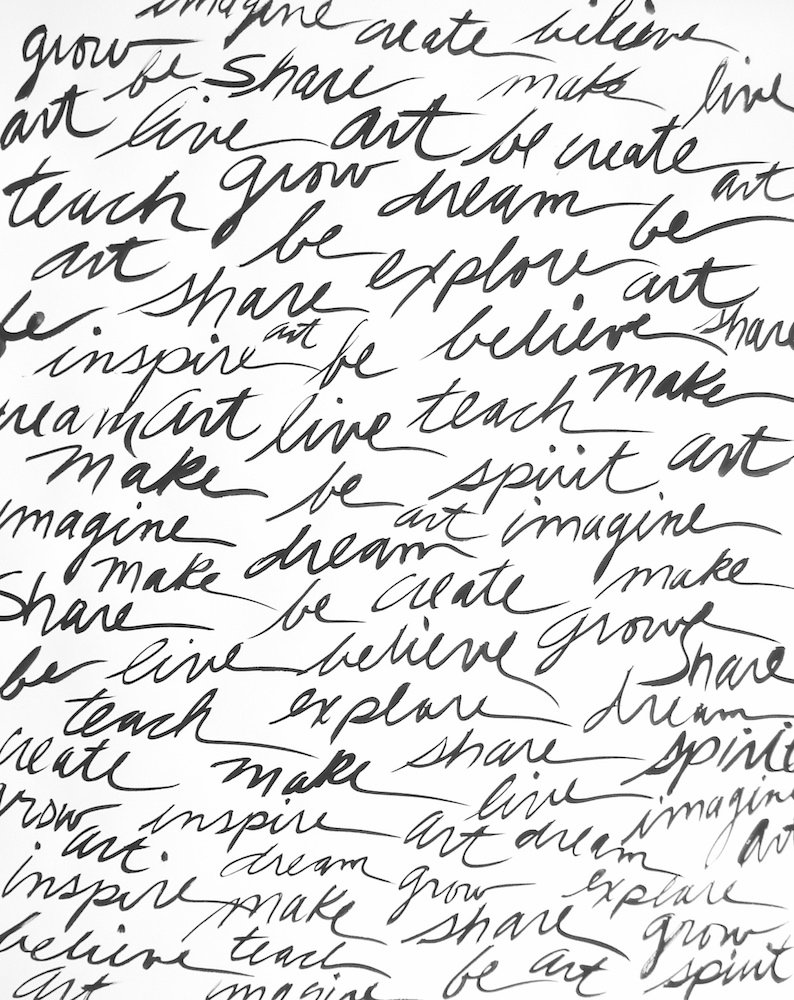 imagine create believe
grow be Share make live
art live art be create
teach grow dream art
art be explore be
be share art
inspire art be believe share
dream art live teach make
make be spirit art
imagine art imagine
make dream
Share be create make
be live believe grow
Share
teach explore dream
create make share spirit
grow inspire live imagine
art art dream art
inspire dream grow explore
make share grow
believe teach
art imagine be art spirit